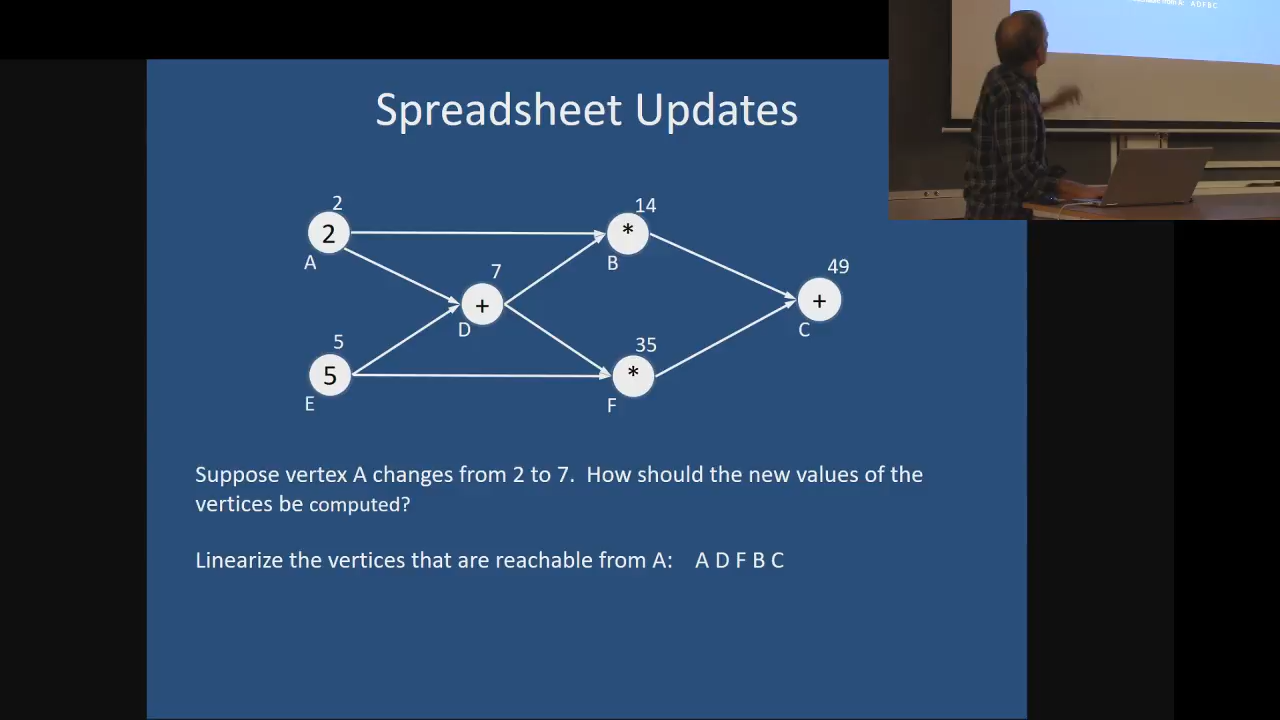 Spreadsheet Updates
2
2
A
14
*
B
7
+
D
49
+
C
5
5
E
35
*
F
Suppose vertex A changes from 2 to 7. How should the new values of the
vertices be computed?
Linearize the vertices that are reachable from A: A D F B C
from A: A D F B C